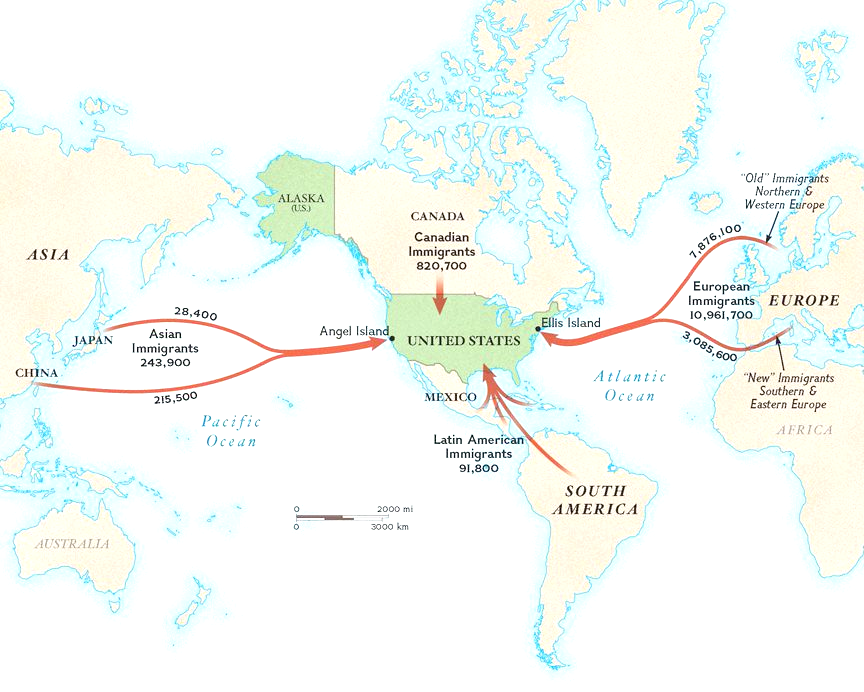 "Old" Immigrants
Northern &
Western Europe
ALASKA
(U.S.)
CANADA
Canadian
Immigrants
820,700
7,876,100
ASIA
European
Immigrants
10,961,700
EUROPE
28,400
JAPAN
Asian
Immigrants
243,900
Angel Island
UNITED STATES
Ellis Island
3,085,600
CHINA
215,500
"New" Immigrants
Southern &
Eastern Europe
Atlantic
Ocean
MEXICO
Pacific
Ocean
AFRICA
Latin American
Immigrants
91,800
SOUTH
AMERICA
0 2000 mi
0 3000 km
AUSTRALIA